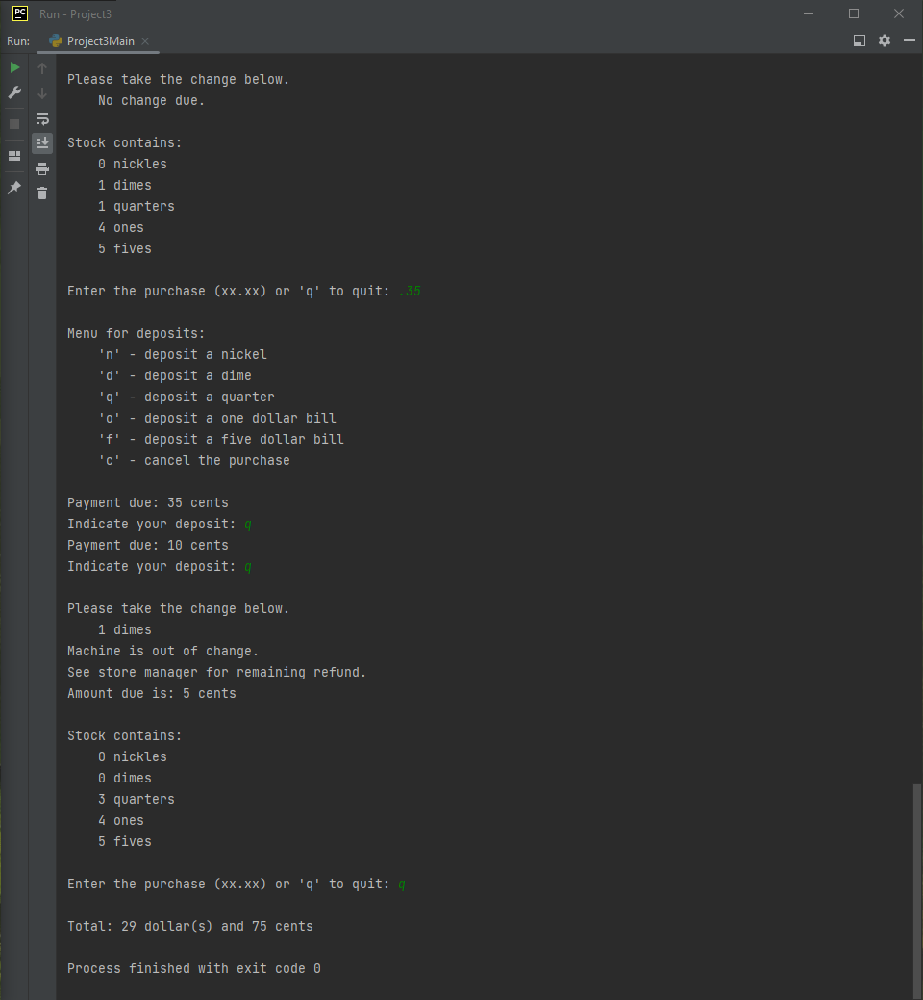 PC Run - Project3
Run: Project3Main
Please take the change below.
No change due.
Stock contains:
0 nickles
1 dimes
1 quarters
4 ones
5 fives
Enter the purchase (xx.xx) or 'q' to quit: .35
Menu for deposits:
'n' - deposit a nickel
'd' - deposit a dime
'q' - deposit a quarter
'o' - deposit a one dollar bill
'f' - deposit a five dollar bill
'c' - cancel the purchase
Payment due: 35 cents
Indicate your deposit: q
Payment due: 10 cents
Indicate your deposit: q
Please take the change below.
1 dimes
Machine is out of change.
See store manager for remaining refund.
Amount due is: 5 cents
Stock contains:
0 nickles
0 dimes
3 quarters
4 ones
5 fives
Enter the purchase (xx.xx) or 'q' to quit: q
Total: 29 dollar(s) and 75 cents
Process finished with exit code 0